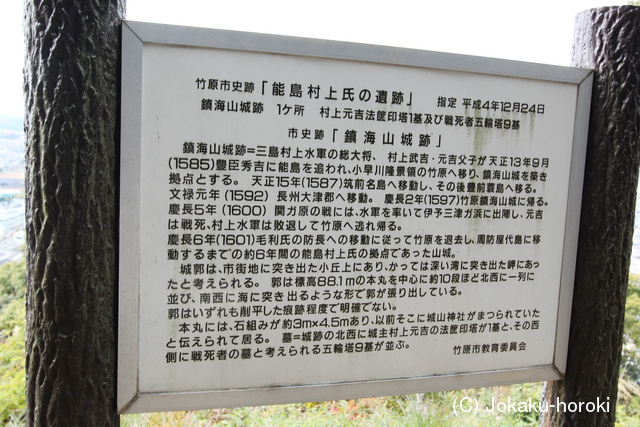 竹原市史跡「能島村上氏の遺跡」 指定 平成4年12月24日
鎮海山城跡 1ケ所 村上元吉法筐印塔1基及び戦死者五輪塔9基
市史跡「鎮海山城跡」
鎮海山城跡＝三島村上水軍の総大将、村上武吉・元吉父子が天正13年9月
(1585)豊臣秀吉に能島を追われ、小早川隆景領の竹原へ移り、鎮海山城を築き
拠点とする。 天正15年(1587)筑前名島へ移動し、その後豊前蓑島へ移る。
文禄元年(1592) 長州大津郡へ移動。 慶長2年(1597)竹原鎮海山城に帰る。
慶長5年(1600) 関ガ原の戦には、水軍を率いて伊予三津ガ浜に出陣し、元吉
は戦死、村上水軍は敗退して竹原へ逃れ帰る。
慶長6年(1601)毛利氏の防長への移動に従って竹原を退去し、周防屋代島に移
動するまでの約6年間の能島村上氏の拠点であった山城。
城郭は、市街地に突き出た小丘上にあり、かっては深い湾に突き出た岬にあっ
たと考えられる。 郭は標高88.1mの本丸を中心に約10段ほど北西に一列に
並び、南西に海に突き出るような形で郭が張り出している。
郭はいずれも削平した痕跡程度で明確でない。
本丸には、石組みが約3m×4.5mあり、以前そこに城山神社がまつられていた
と伝えられて居る。 墓＝城跡の北西に城主村上元吉の法筐印塔が1基と、その西
側に戦死者の墓と考えられる五輪塔9基が並ぶ。 竹原市教育委員会
(C) Jokaku-horoki